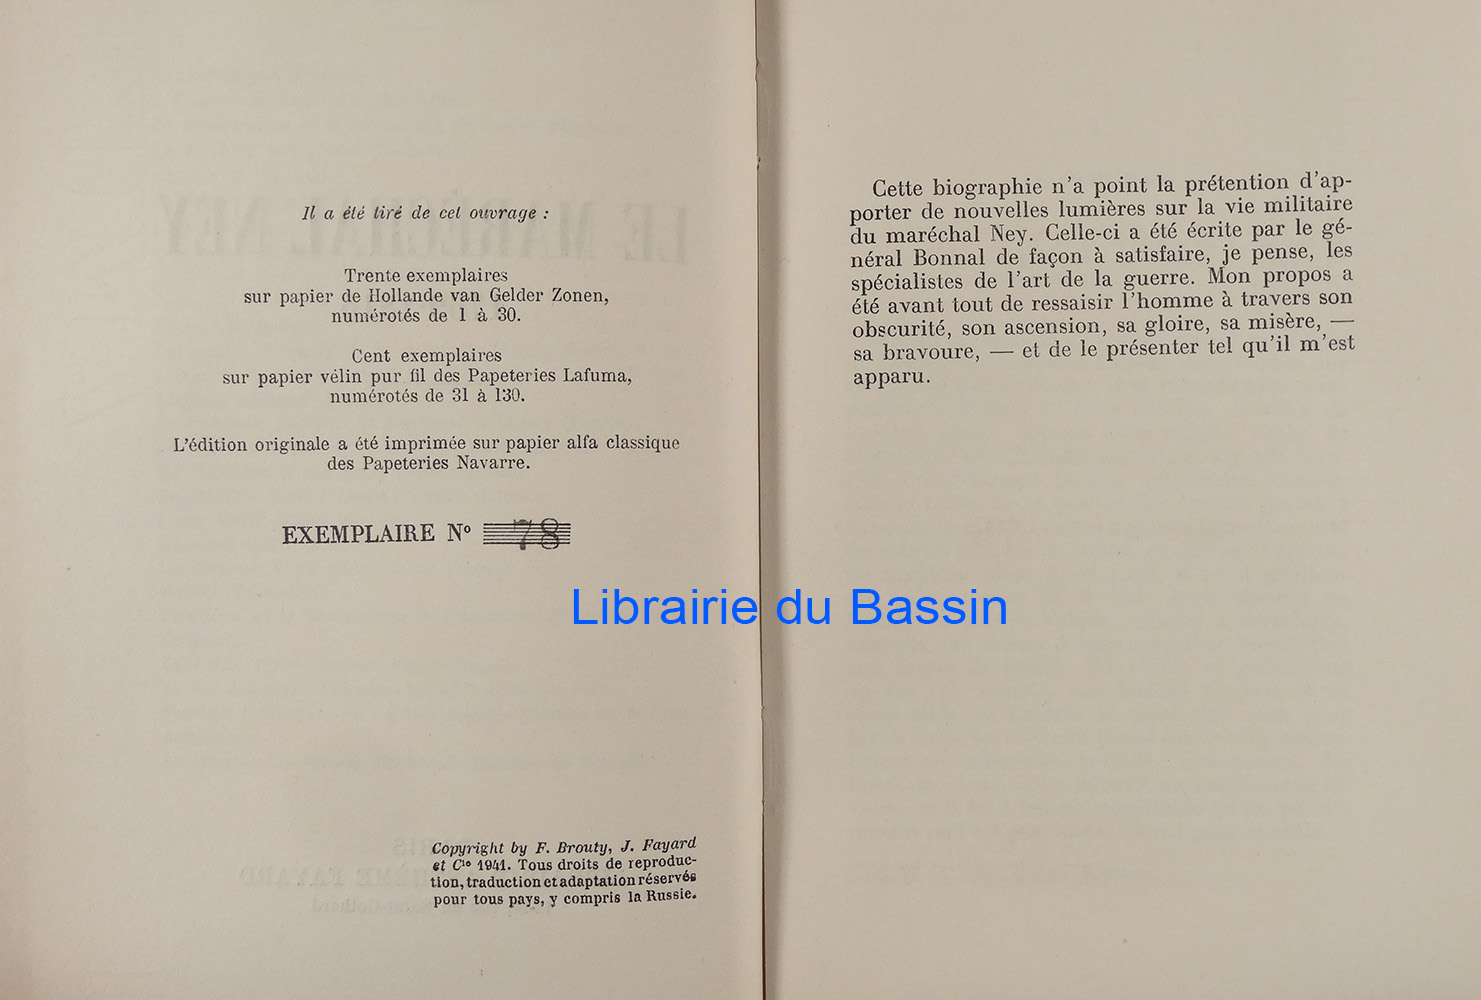 Il a été tiré de cet ouvrage :
Trente exemplaires
sur papier de Hollande van Gelder Zonen,
numérotés de 1 à 30.
Cent exemplaires
sur papier vélin pur fil des Papeteries Lafuma,
numérotés de 31 à 130.
L'édition originale a été imprimée sur papier alfa classique
des Papeteries Navarre.
EXEMPLAIRE Nº 78
Copyright by F. Brouty, J. Fayard
et Cie 1941. Tous droits de reproduc-
tion, traduction et adaptation réservés
pour tous pays, y compris la Russie.
Cette biographie n'a point la prétention d'ap-
porter de nouvelles lumières sur la vie militaire
du maréchal Ney. Celle-ci a été écrite par le gé-
néral Bonnal de façon à satisfaire, je pense, les
spécialistes de l'art de la guerre. Mon propos a
été avant tout de ressaisir l'homme à travers son
obscurité, son ascension, sa gloire, sa misère, —
sa bravoure, — et de le présenter tel qu'il m'est
apparu.
Librairie du Bassin
LE MARÉCHAL NEY